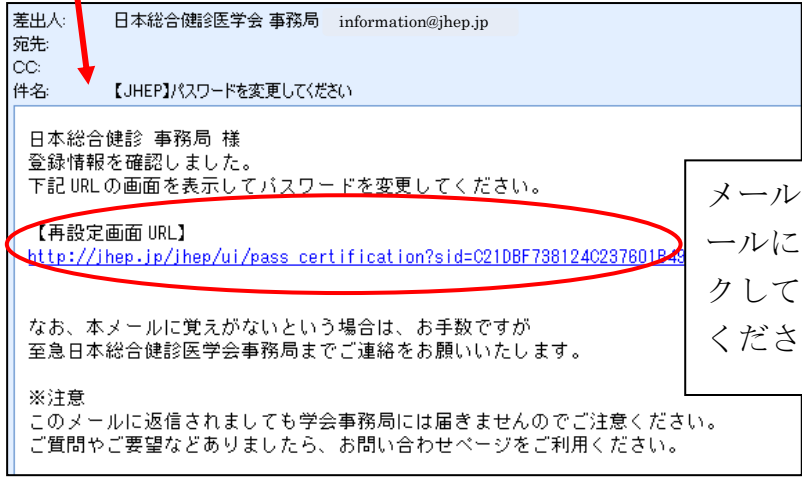 差出人: 日本総合健診医学会 事務局 information@jhep.jp
宛先:
CC:
件名: 【JHEP】パスワードを変更してください
日本総合健診 事務局 様
登録情報を確認しました。
下記URLの画面を表示してパスワードを変更してください。
【再設定画面 URL】
http://jhep.jp/jhep/ui/pass_certification?sid=C21DBF738124C237601B49
なお、本メールに覚えがないという場合は、お手数ですが
至急日本総合健診医学会事務局までご連絡をお願いいたします。
※注意
このメールに返信されましても学会事務局には届きませんのでご注意ください。
ご質問やご要望などありましたら、お問い合わせページをご利用ください。
メール
ールに
クして
くださ